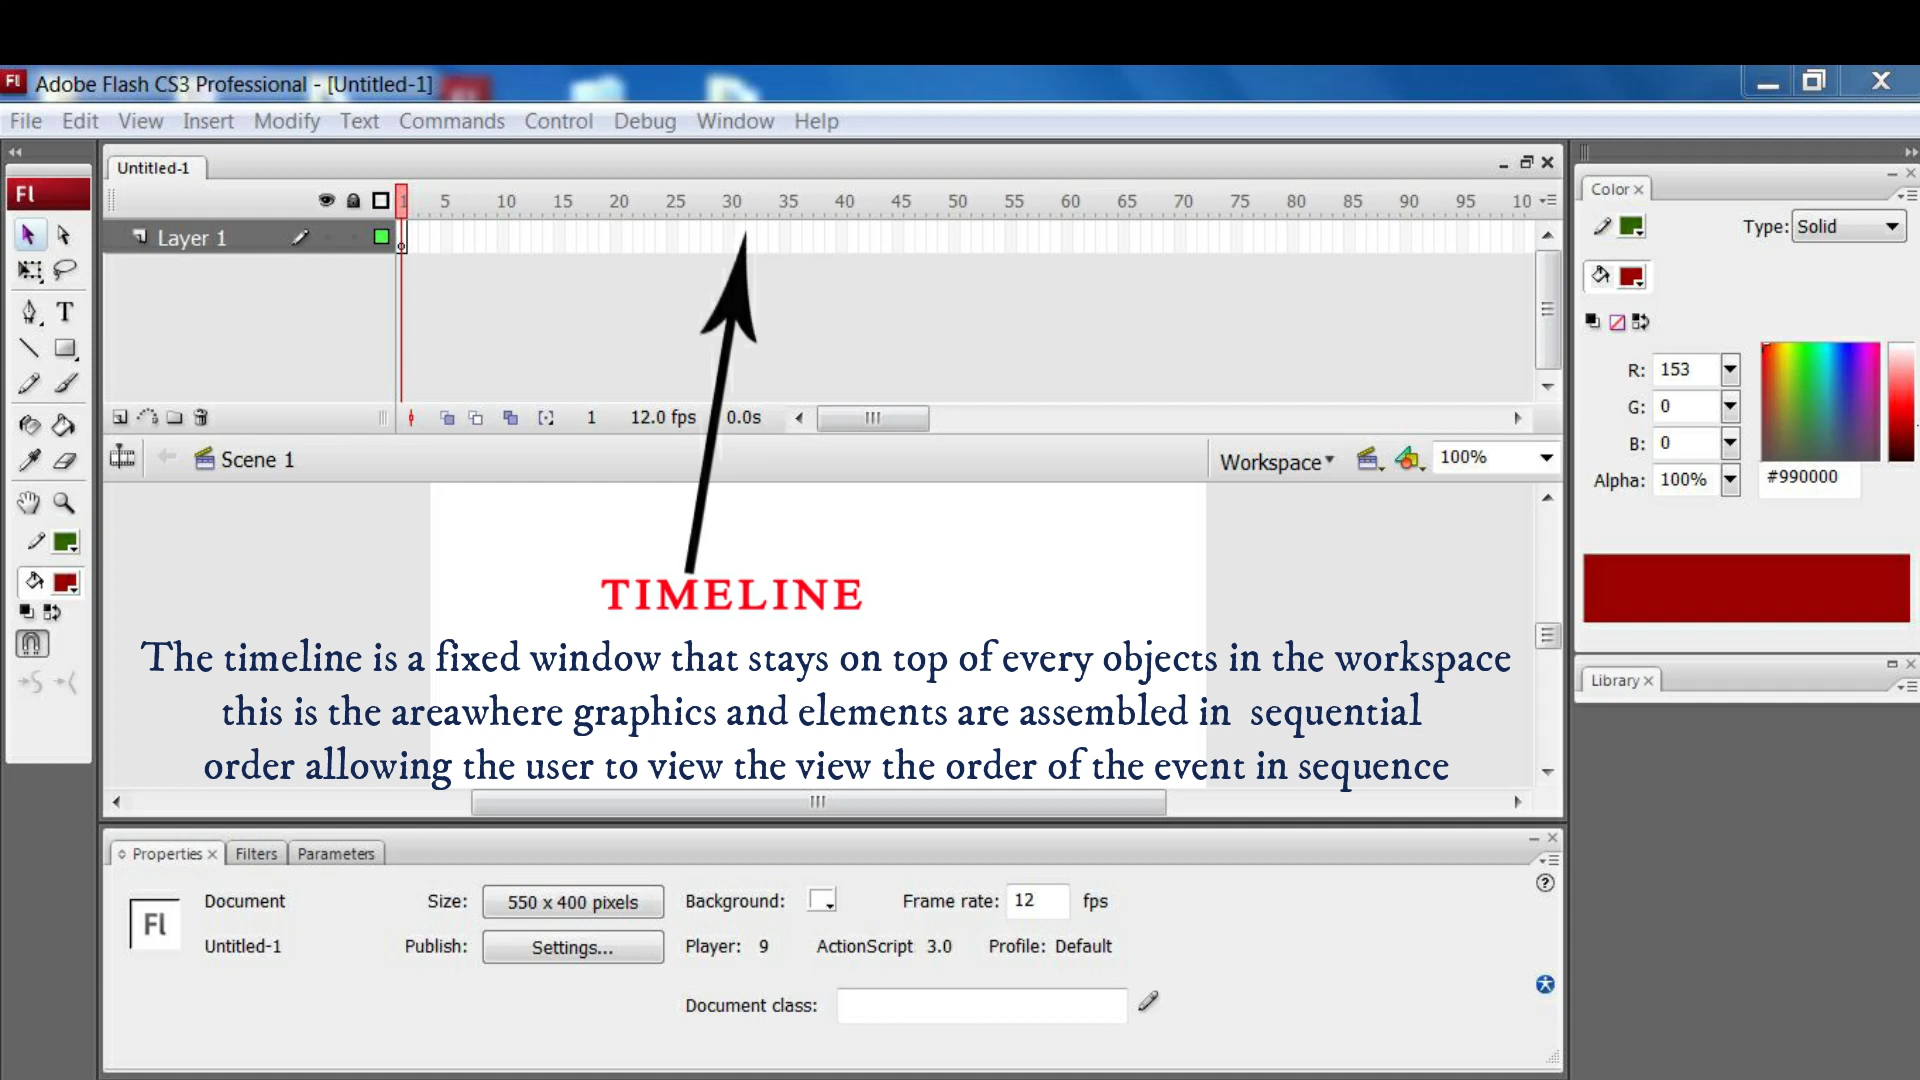 Fl Adobe Flash CS3 Professional - [Untitled-1]
File Edit View Insert Modify Text Commands Control Debug Window Help
Untitled-1
Fl
1 5 10 15 20 25 30 35 40 45 50 55 60 65 70 75 80 85 90 95 10
Layer 1
1 12.0 fps 0.0s
Scene 1
Workspace 100%
TIMELINE
The timeline is a fixed window that stays on top of every objects in the workspace
this is the areawhere graphics and elements are assembled in sequential
order allowing the user to view the view the order of the event in sequence
Color
Type: Solid
R: 153
G: 0
B: 0
Alpha: 100% #990000
Library
Properties Filters Parameters
Fl
Document Size: 550 x 400 pixels Background: Frame rate: 12 fps
Untitled-1 Publish: Settings... Player: 9 ActionScript 3.0 Profile: Default
Document class: